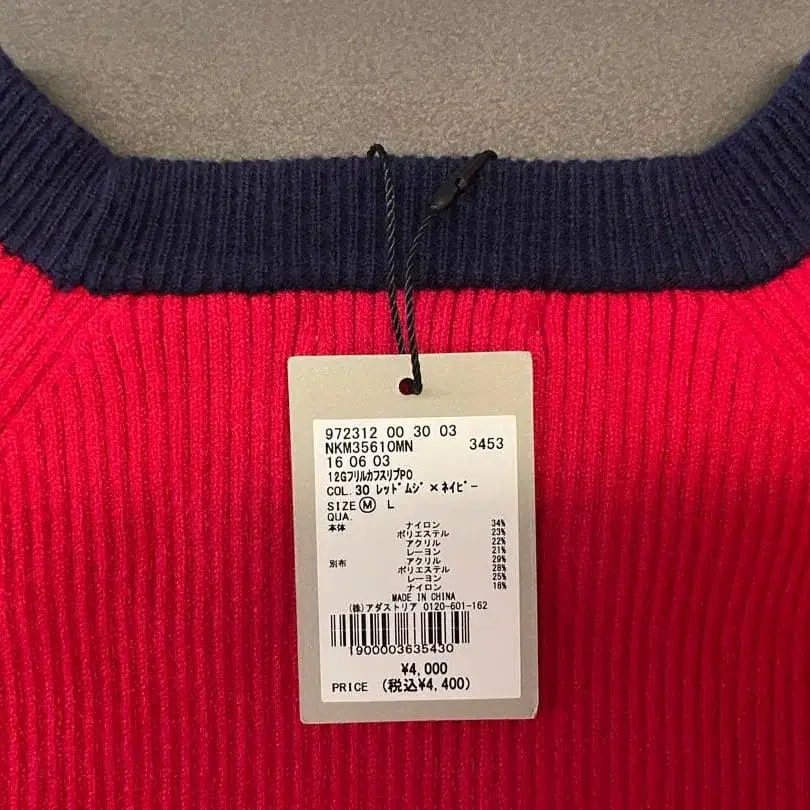 972312 00 30 03
NKM35610MN 3453
16 06 03
12GフリルカフスリブPO
COL. 30 レッドムジ×ネイビー
SIZE Ⓜ L
QUA.
本体 ナイロン 34%
ポリエステル 23%
アクリル 22%
レーヨン 21%
別布 アクリル 29%
ポリエステル 28%
レーヨン 25%
ナイロン 18%
MADE IN CHINA
(株)アダストリア 0120-601-162
1900003635430
¥4,000
PRICE (税込¥4,400)